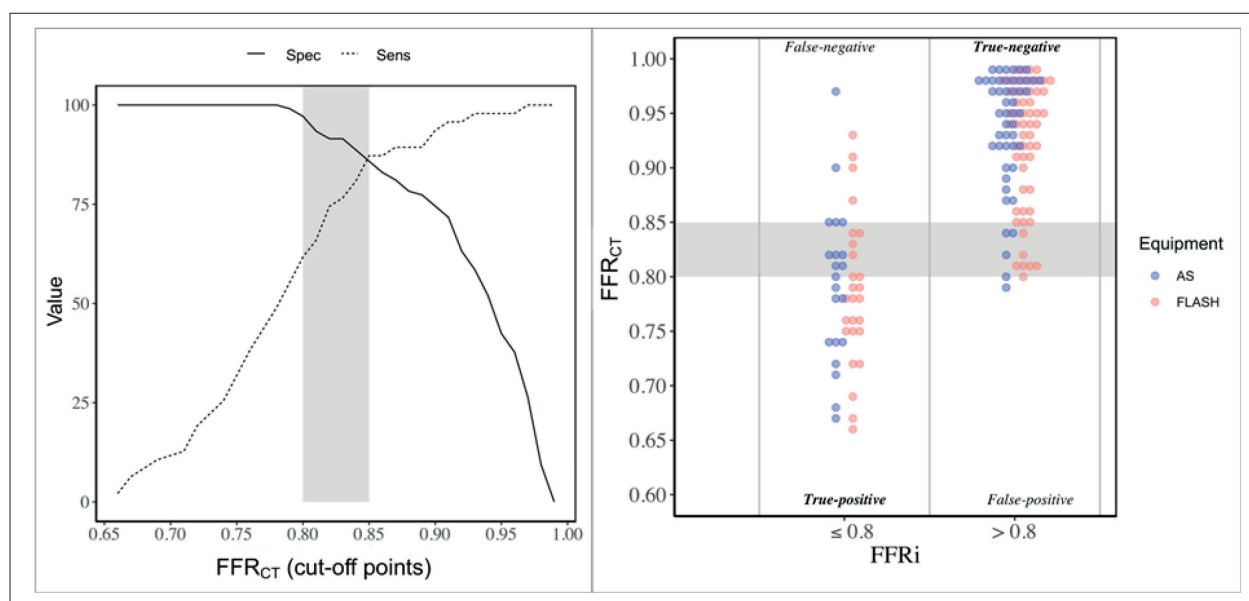 Spec Sens
100
75
50
25
0
Value
0.65 0.70 0.75 0.80 0.85 0.90 0.95 1.00
FFRCT (cut-off points)
False-negative True-negative
1.00
0.95
0.90
0.85
0.80
0.75
0.70
0.65
0.60
FFRCT
True-positive False-positive
≤ 0.8 > 0.8
FFRi
Equipment
AS
FLASH